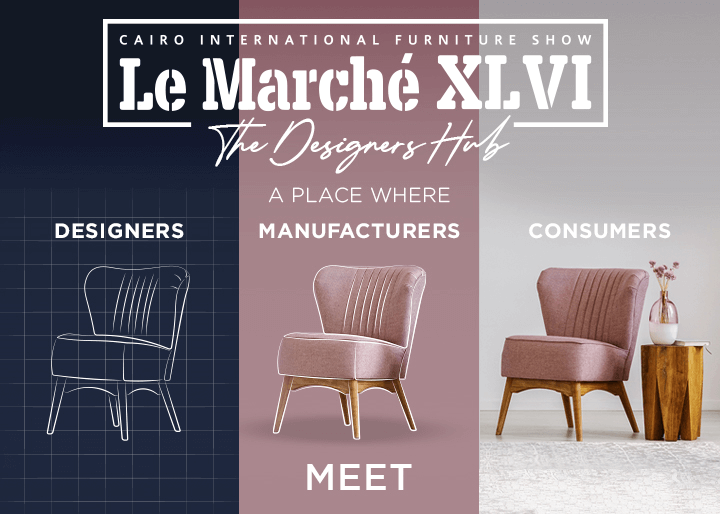 CAIRO INTERNATIONAL FURNITURE SHOW
Le Marché XLVI
The Designers Hub
A PLACE WHERE
DESIGNERS
MANUFACTURERS
CONSUMERS
MEET